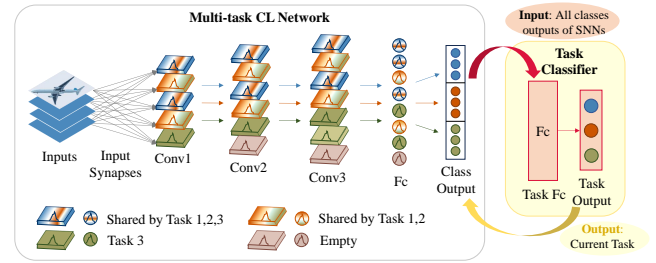 Multi-task CL Network
Input: All classes
outputs of SNNs
Task
Classifier
Fc
Task Fc
Task
Output
Inputs
Input
Synapses
Conv1
Conv2
Conv3
Fc
Class
Output
Shared by Task 1,2,3
Shared by Task 1,2
Task 3
Empty
Output:
Current Task